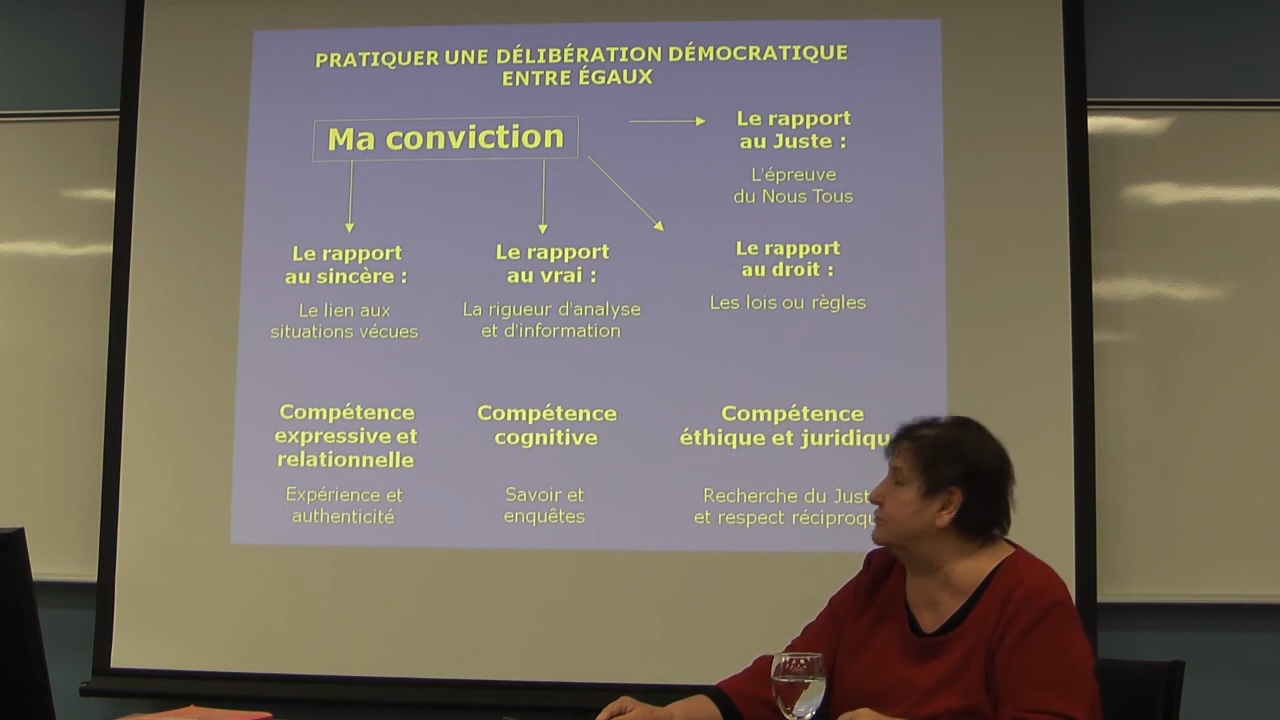 PRATIQUER UNE DÉLIBÉRATION DÉMOCRATIQUE
ENTRE ÉGAUX
Ma conviction
Le rapport
au Juste :
L'épreuve
du Nous Tous
Le rapport
au sincère :
Le lien aux
situations vécues
Le rapport
au vrai :
La rigueur d'analyse
et d'information
Le rapport
au droit :
Les lois ou règles
Compétence
expressive et
relationnelle
Expérience et
authenticité
Compétence
cognitive
Savoir et
enquêtes
Compétence
éthique et juridiqu
Recherche du Just
et respect réciproqu